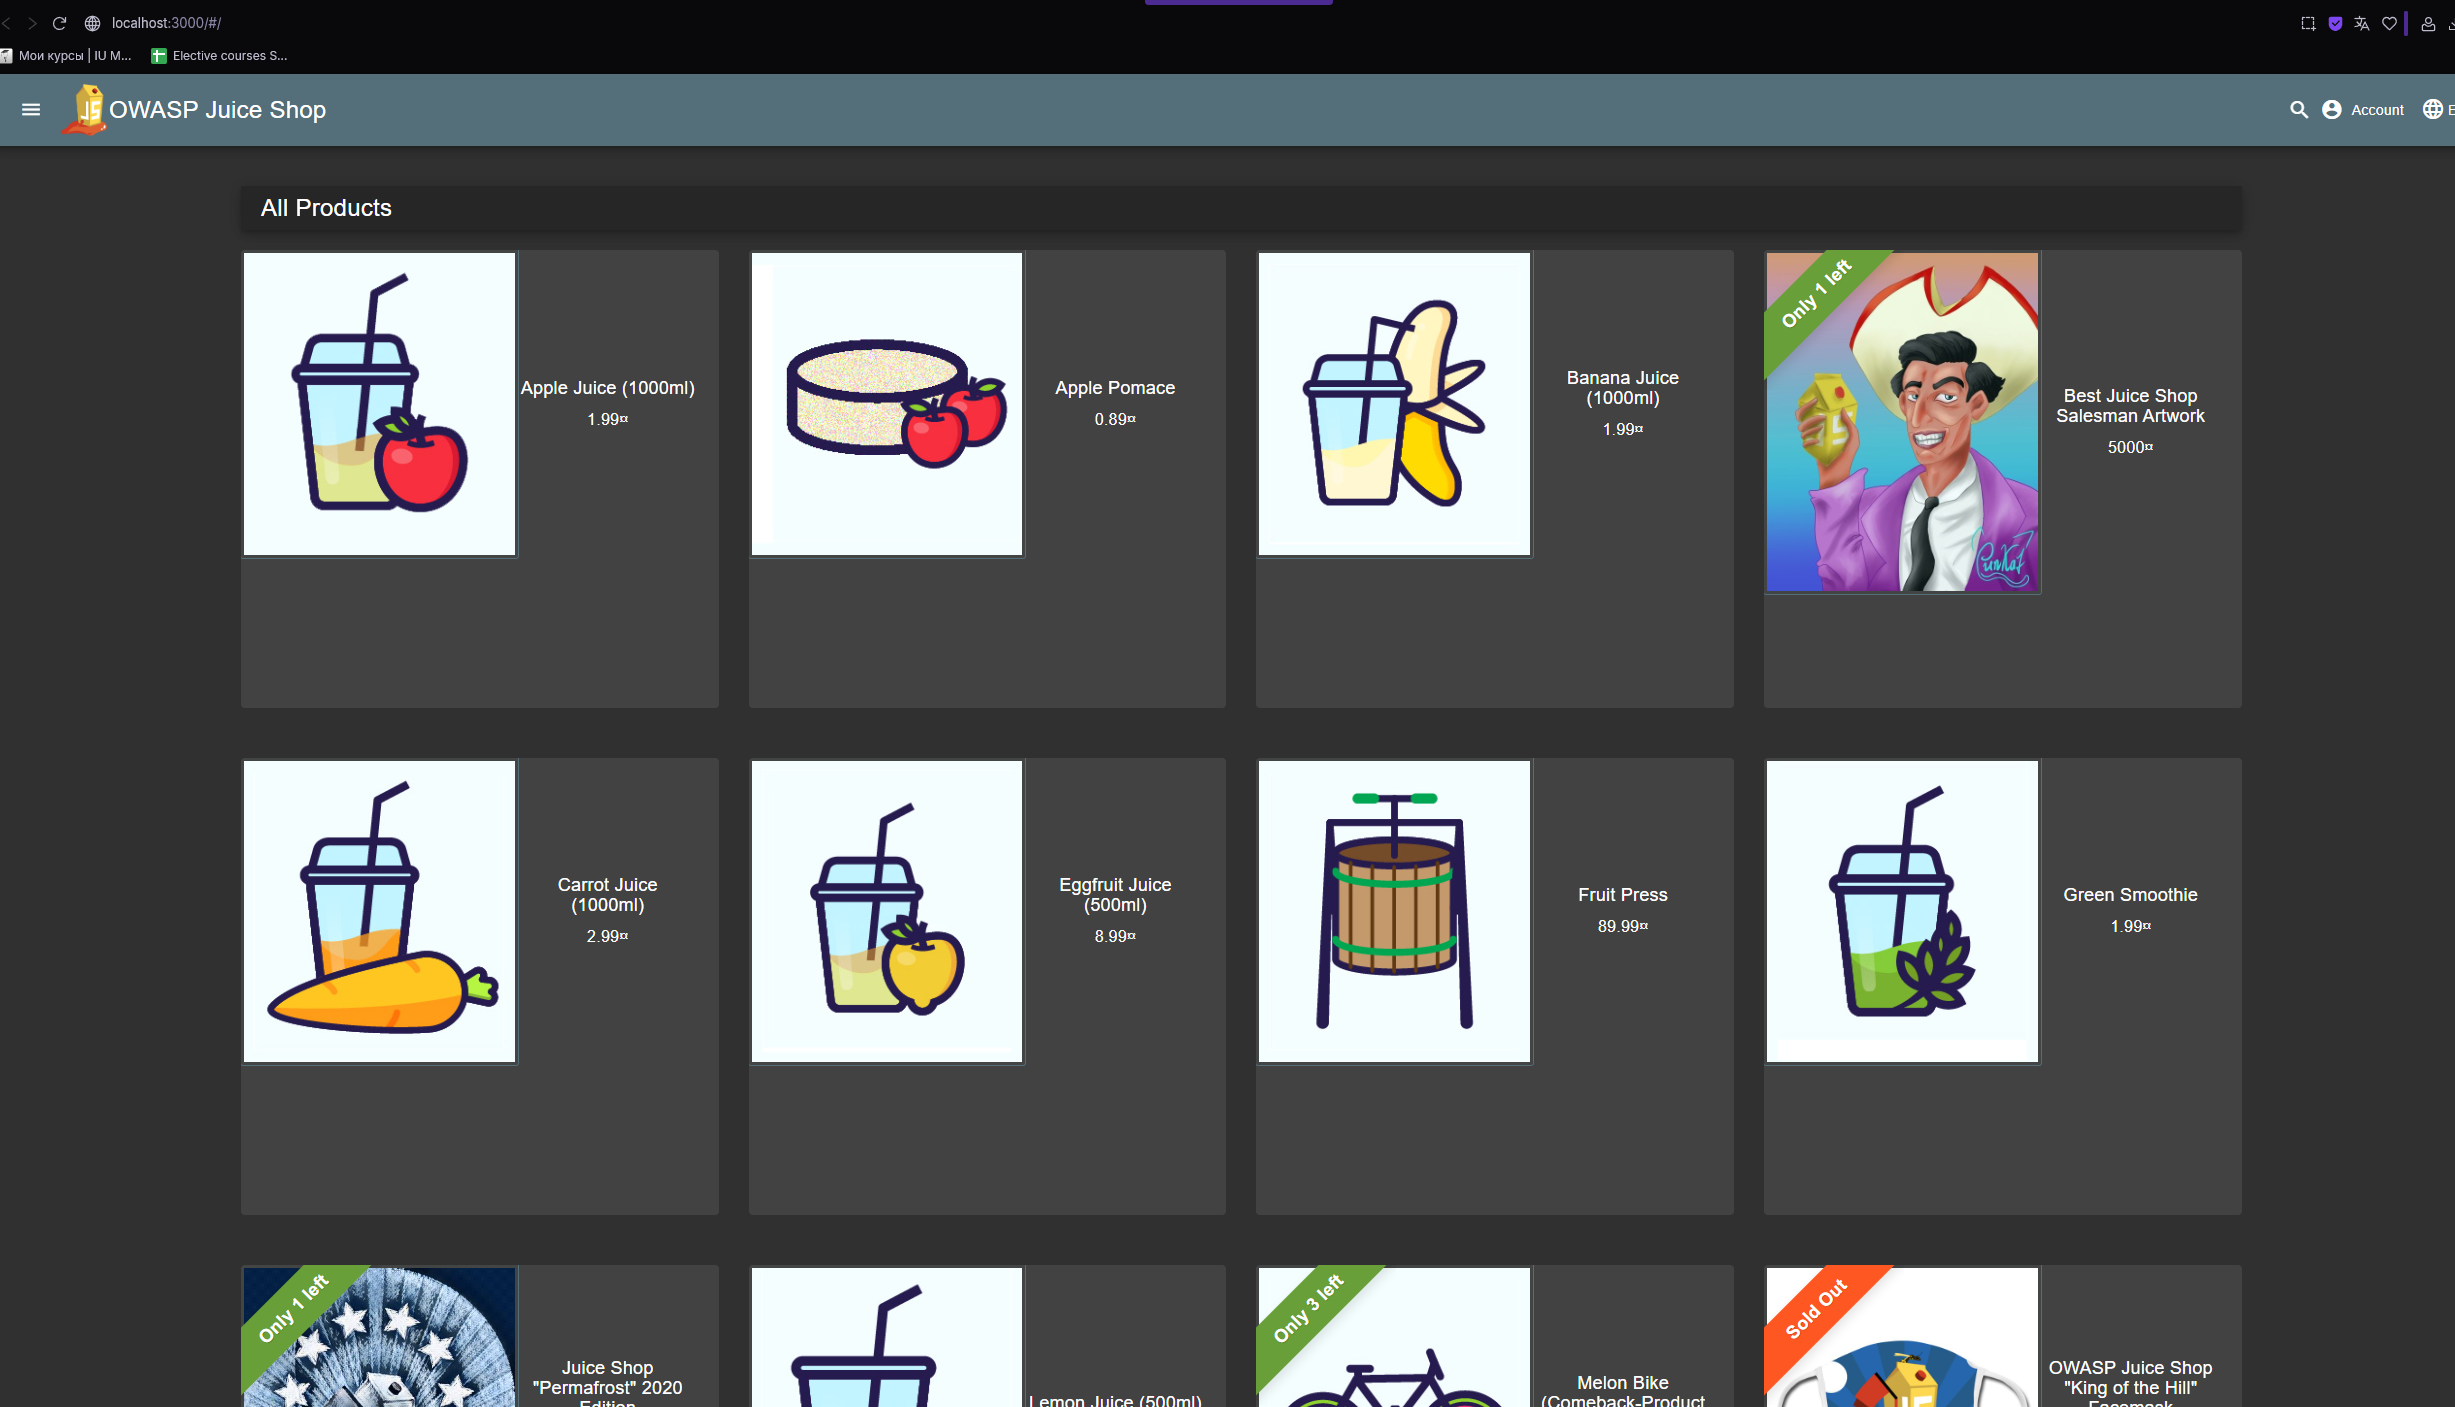 localhost:3000/#/
Мои курсы | IU M...
Elective courses S...
OWASP Juice Shop
Account
All Products
Apple Juice (1000ml)
1.99¤
Apple Pomace
0.89¤
Banana Juice
(1000ml)
1.99¤
Only 1 left
Best Juice Shop
Salesman Artwork
5000¤
Carrot Juice
(1000ml)
2.99¤
Eggfruit Juice
(500ml)
8.99¤
Fruit Press
89.99¤
Green Smoothie
1.99¤
Only 1 left
Juice Shop
"Permafrost" 2020
Edition
Lemon Juice (500ml)
Only 3 left
Melon Bike
(Comeback-Product
Sold Out
OWASP Juice Shop
"King of the Hill"
Facemask